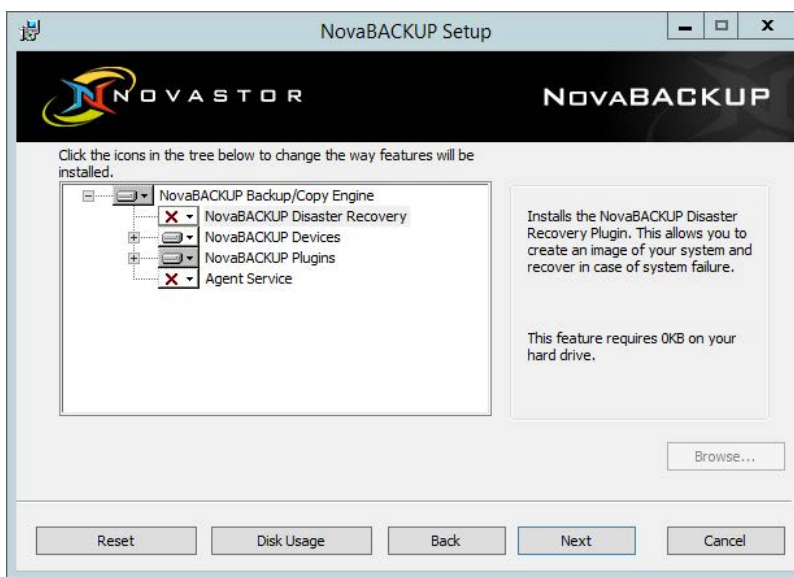 NovaBACKUP Setup
NOVASTOR
NOVABACKUP
Click the icons in the tree below to change the way features will be
installed.
NovaBACKUP Backup/Copy Engine
NovaBACKUP Disaster Recovery
NovaBACKUP Devices
NovaBACKUP Plugins
Agent Service
Installs the NovaBACKUP Disaster
Recovery Plugin. This allows you to
create an image of your system and
recover in case of system failure.
This feature requires 0KB on your
hard drive.
Browse...
Reset
Disk Usage
Back
Next
Cancel